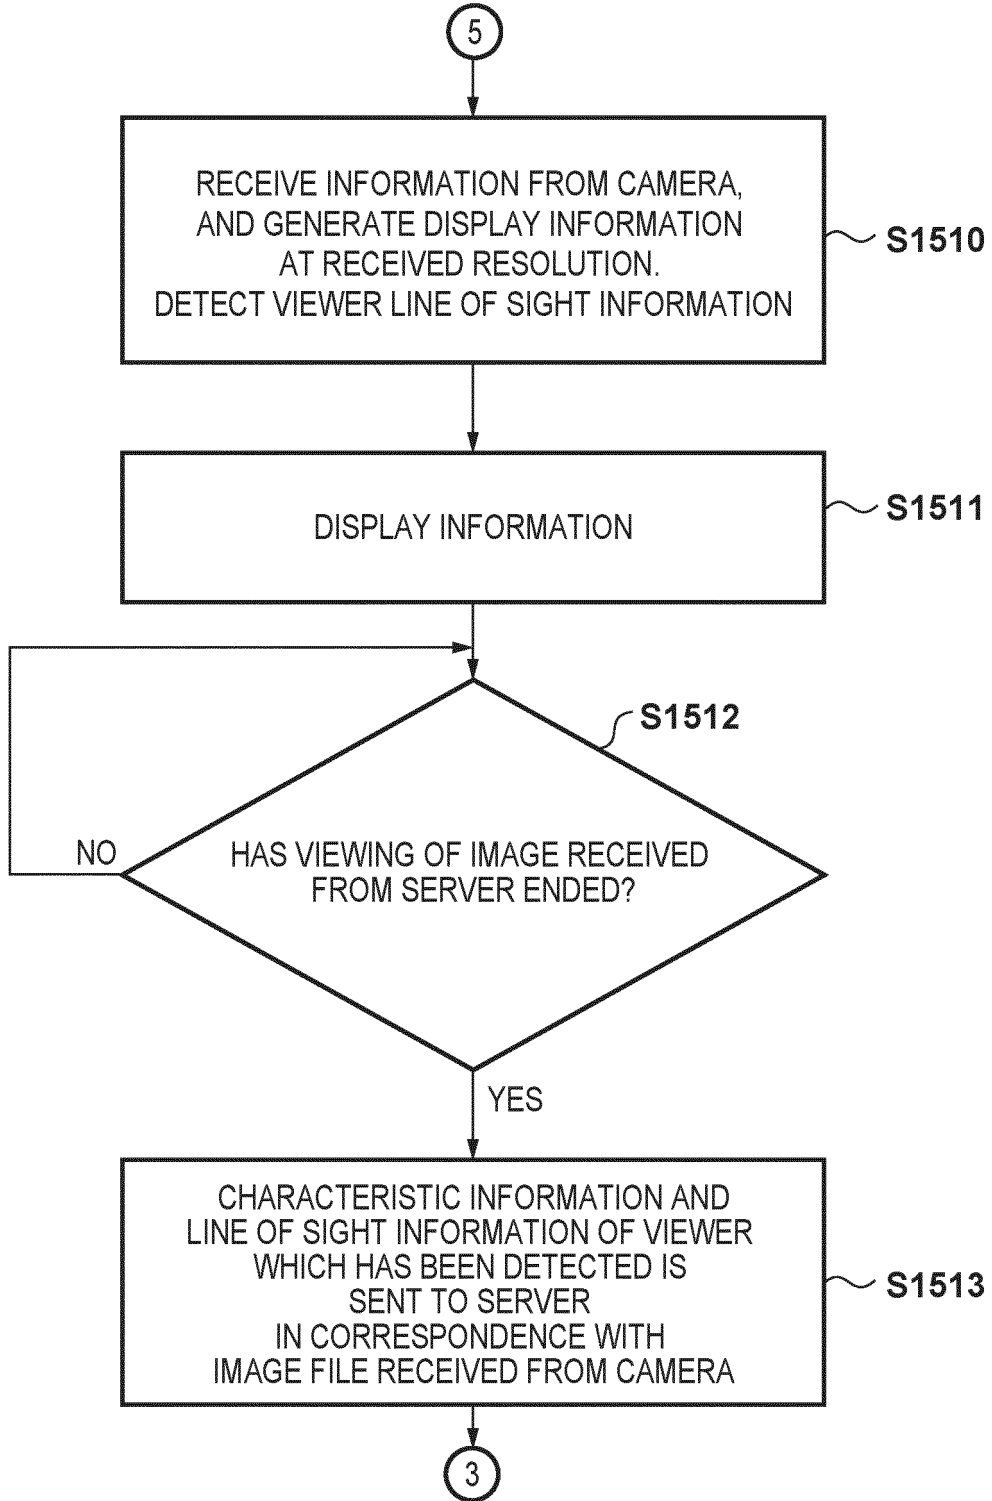 5
RECEIVE INFORMATION FROM CAMERA,
AND GENERATE DISPLAY INFORMATION
AT RECEIVED RESOLUTION.
DETECT VIEWER LINE OF SIGHT INFORMATION
S1510
DISPLAY INFORMATION
S1511
S1512
HAS VIEWING OF IMAGE RECEIVED
FROM SERVER ENDED?
NO
YES
CHARACTERISTIC INFORMATION AND
LINE OF SIGHT INFORMATION OF VIEWER
WHICH HAS BEEN DETECTED IS
SENT TO SERVER
IN CORRESPONDENCE WITH
IMAGE FILE RECEIVED FROM CAMERA
S1513
3